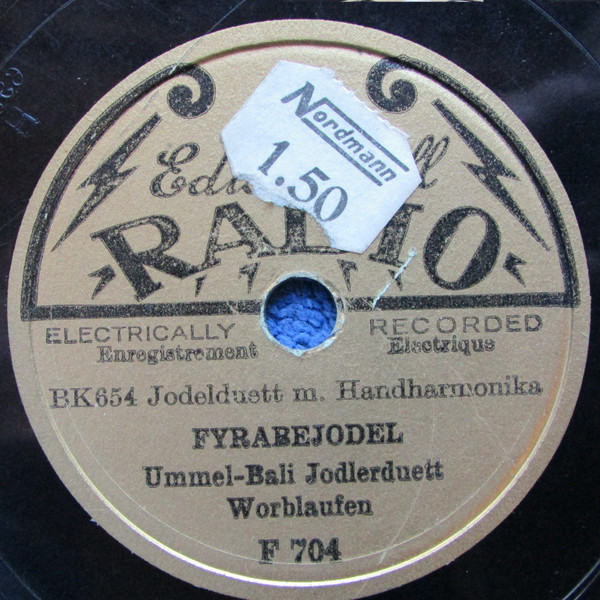 Nordmann
1.50
RADIO
ELECTRICALLY RECORDED
Enregistrement Electrique
BK654 Jodelduett m. Handharmonika
FYRABEJODEL
Ummel-Bali Jodlerduett
Worblaufen
F 704